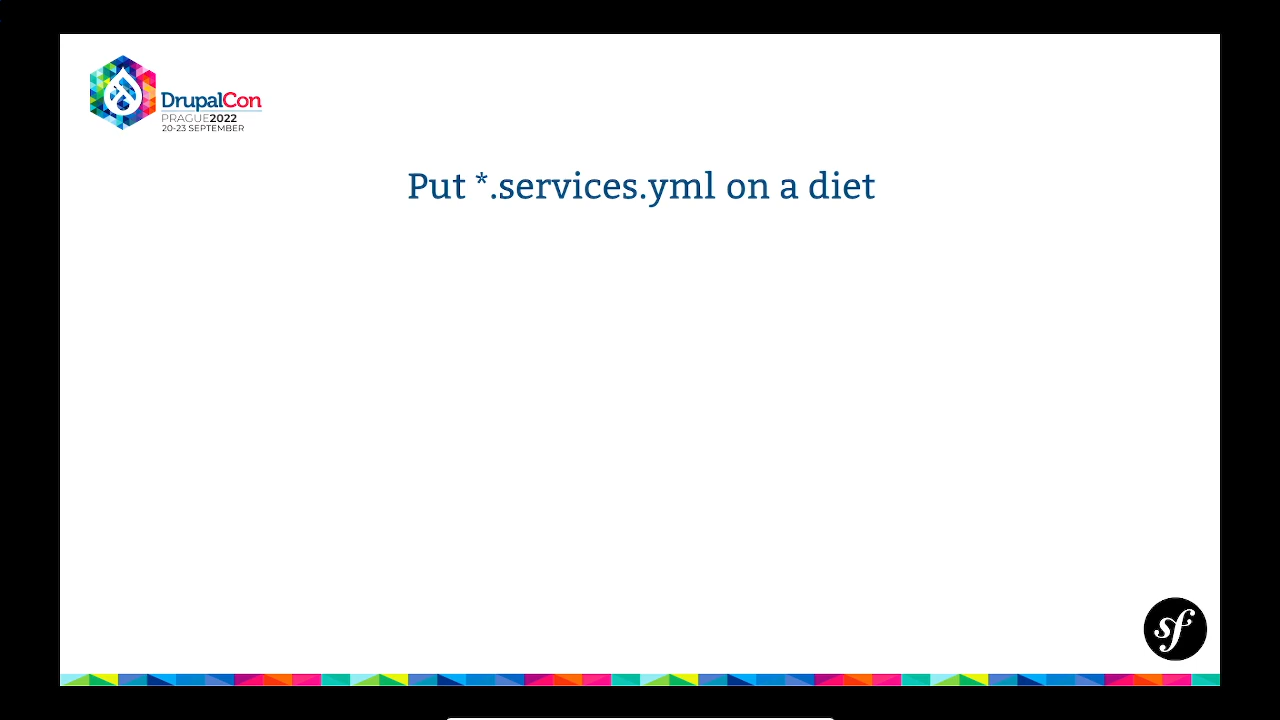 DrupalCon
PRAGUE2022
20-23 SEPTEMBER
Put *.services.yml on a diet
sf